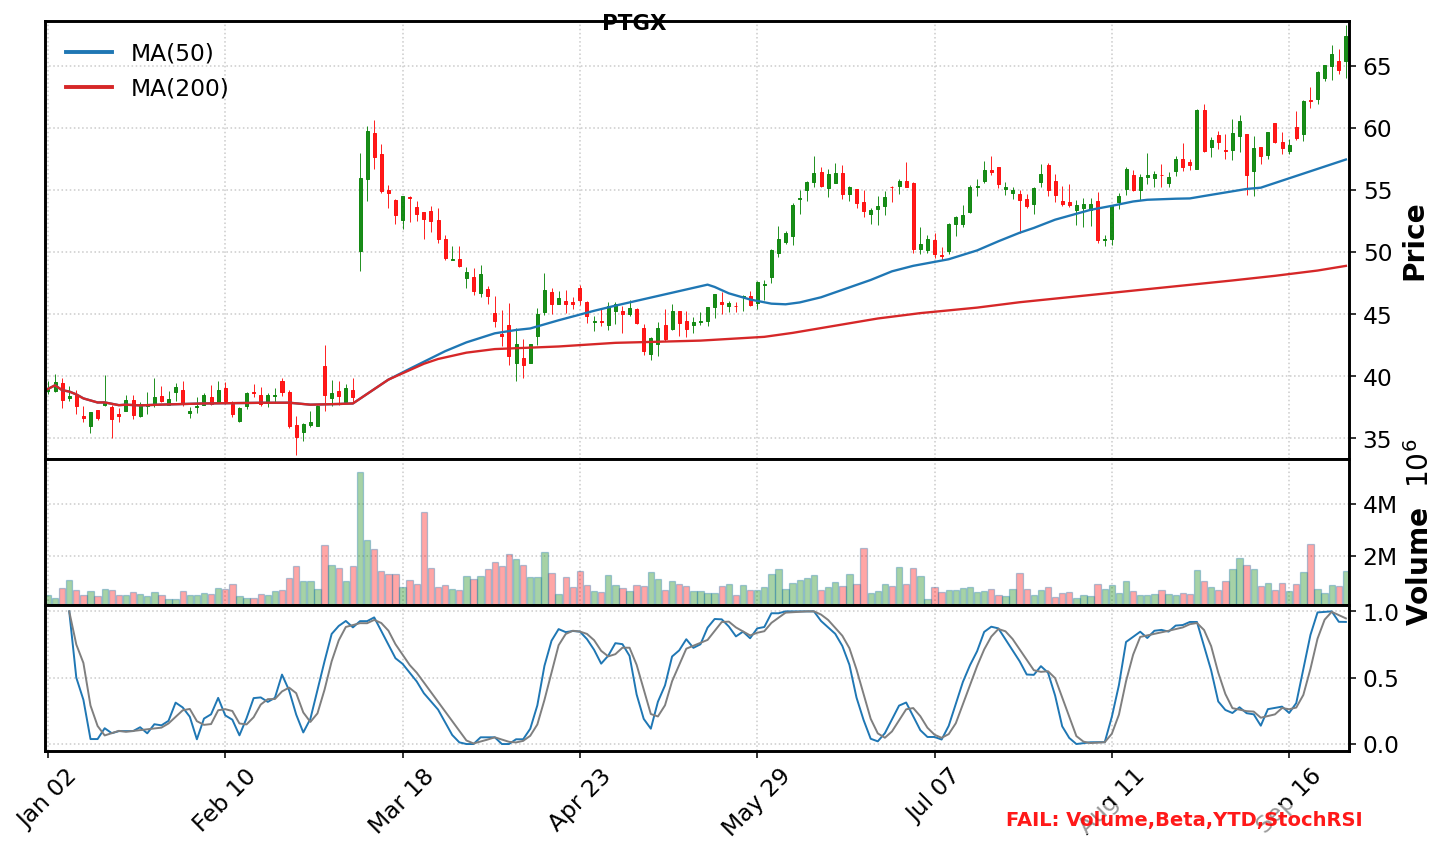 PTGX
MA(50)
MA(200)
65
60
55
50
45
40
35
Price
4M
2M
Volume 10^6
1.0
0.5
0.0
Jan 02
Feb 10
Mar 18
Apr 23
May 29
Jul 07
Aug 11
Sep 16
FAIL: Volume,Beta,YTD,StochRSI